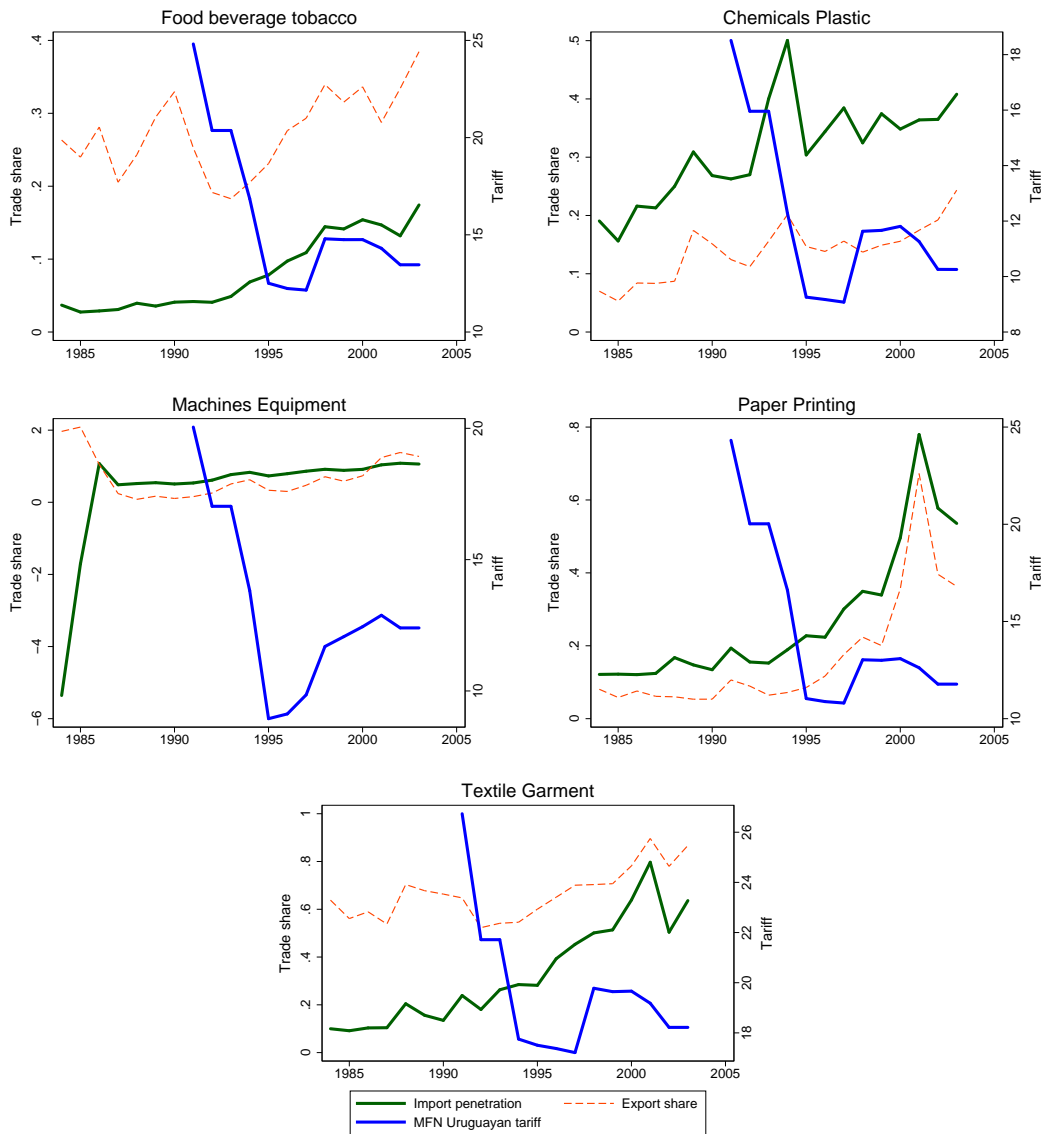 Food beverage tobacco
Trade share
0 .1 .2 .3 .4
Tariff
10 15 20 25
1985 1990 1995 2000 2005
Chemicals Plastic
Trade share
0 .1 .2 .3 .4 .5
Tariff
8 10 12 14 16 18
1985 1990 1995 2000 2005
Machines Equipment
Trade share
−6 −4 −2 0 2
Tariff
10 15 20
1985 1990 1995 2000 2005
Paper Printing
Trade share
0 .2 .4 .6 .8
Tariff
10 15 20 25
1985 1990 1995 2000 2005
Textile Garment
Trade share
0 .2 .4 .6 .8 1
Tariff
18 20 22 24 26
1985 1990 1995 2000 2005
Import penetration
Export share
MFN Uruguayan tariff